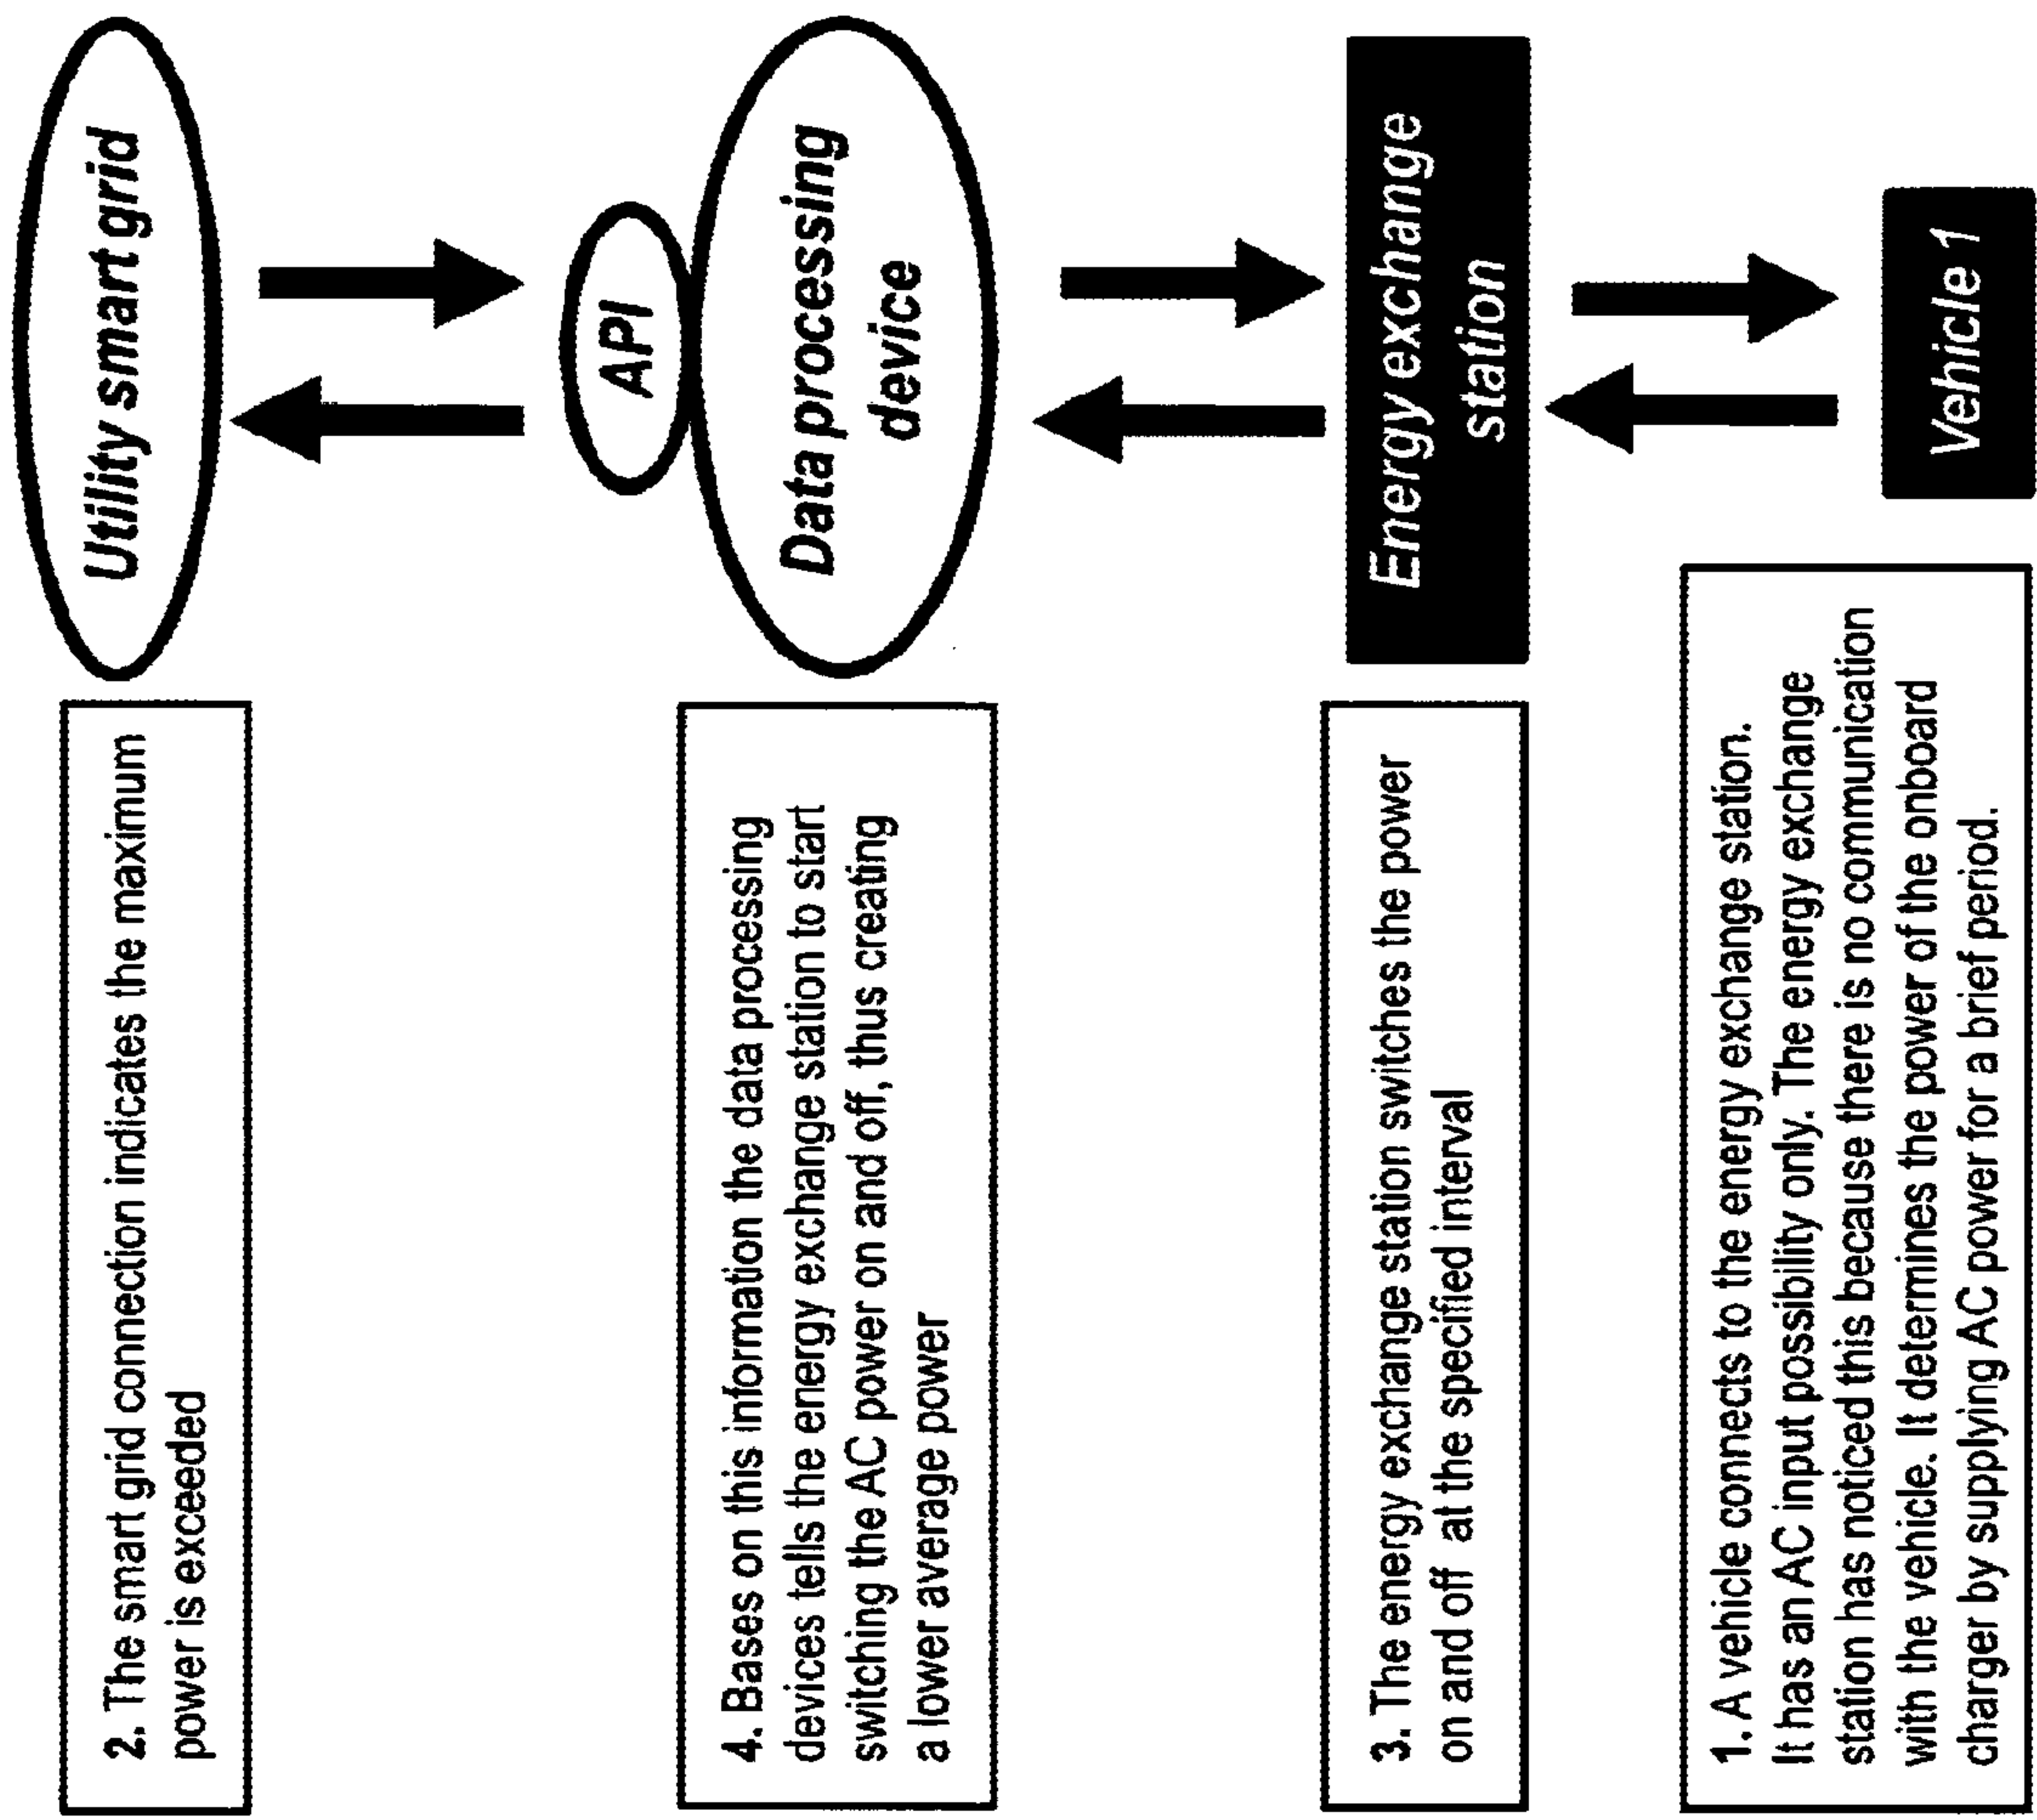 Utility smart grid
API
Data processing
device
Energy exchange
station
Vehicle 1
2. The smart grid connection indicates the maximum
power is exceeded
4. Bases on this information the data processing
devices tells the energy exchange station to start
switching the AC power on and off, thus creating
a lower average power
3. The energy exchange station switches the power
on and off at the specified interval
1. A vehicle connects to the energy exchange station.
It has an AC input possibility only. The energy exchange
station has noticed this because there is no communication
with the vehicle. It determines the power of the onboard
charger by supplying AC power for a brief period.